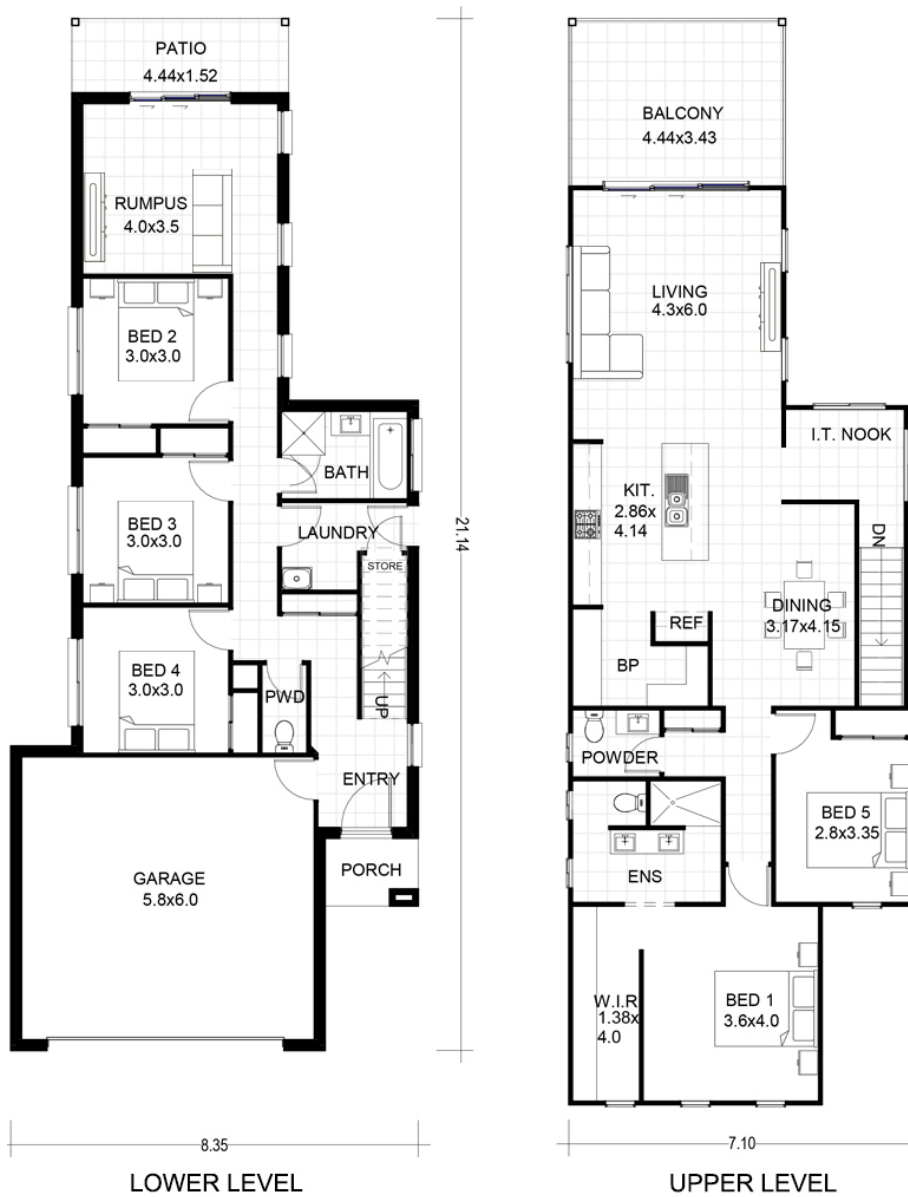 PATIO
4.44x1.52
RUMPUS
4.0x3.5
BED 2
3.0x3.0
BATH
BED 3
3.0x3.0
LAUNDRY
STORE
BED 4
3.0x3.0
PWD
UP
ENTRY
GARAGE
5.8x6.0
PORCH
21.14
8.35
LOWER LEVEL
BALCONY
4.44x3.43
LIVING
4.3x6.0
I.T. NOOK
KIT.
2.86x
4.14
DN
DINING
3.17x4.15
REF
BP
POWDER
BED 5
2.8x3.35
ENS
W.I.R
1.38x
4.0
BED 1
3.6x4.0
7.10
UPPER LEVEL